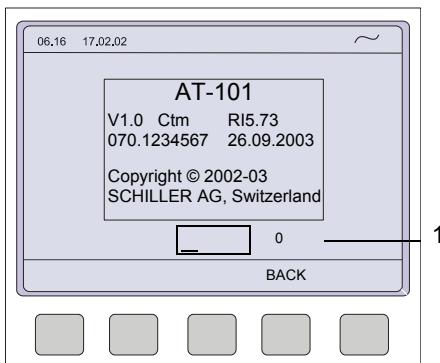 06.16 17.02.02
AT-101
V1.0 Ctm RI5.73
070.1234567 26.09.2003
Copyright © 2002-03
SCHILLER AG, Switzerland
_ 0
1
BACK